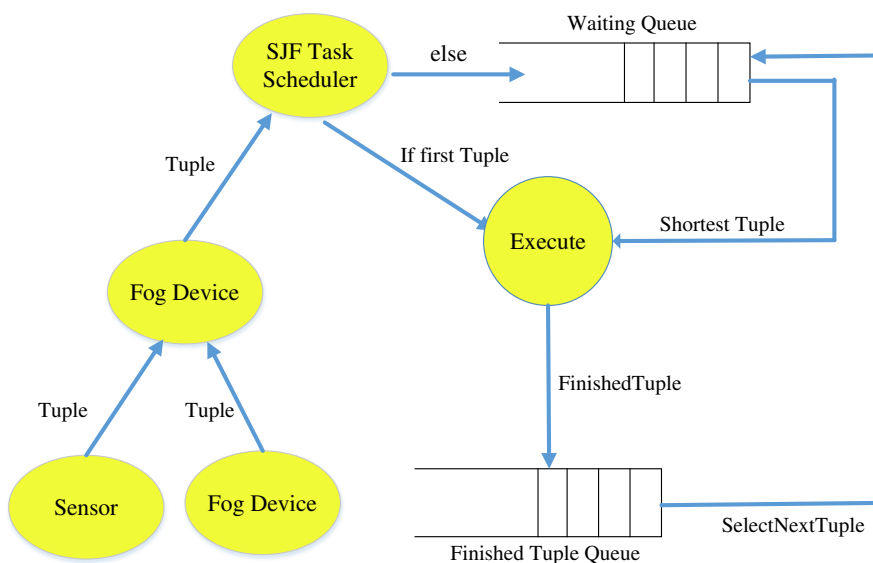 Waiting Queue
SJF Task
Scheduler
else
If first Tuple
Tuple
Shortest Tuple
Execute
Fog Device
FinishedTuple
Tuple
Tuple
Sensor
Fog Device
SelectNextTuple
Finished Tuple Queue